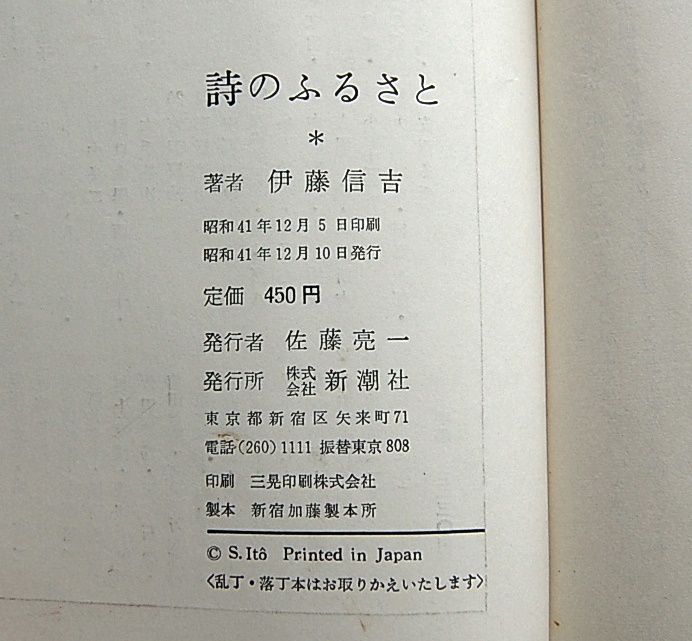 詩のふるさと
*
著者 伊藤信吉
昭和41年12月5日印刷
昭和41年12月10日発行
定価 450円
発行者 佐藤亮一
発行所 株式会社 新潮社
東京都新宿区矢来町71
電話(260)1111 振替東京808
印刷 三晃印刷株式会社
製本 新宿加藤製本所
© S. Itô Printed in Japan
〈乱丁・落丁本はお取りかえいたします〉